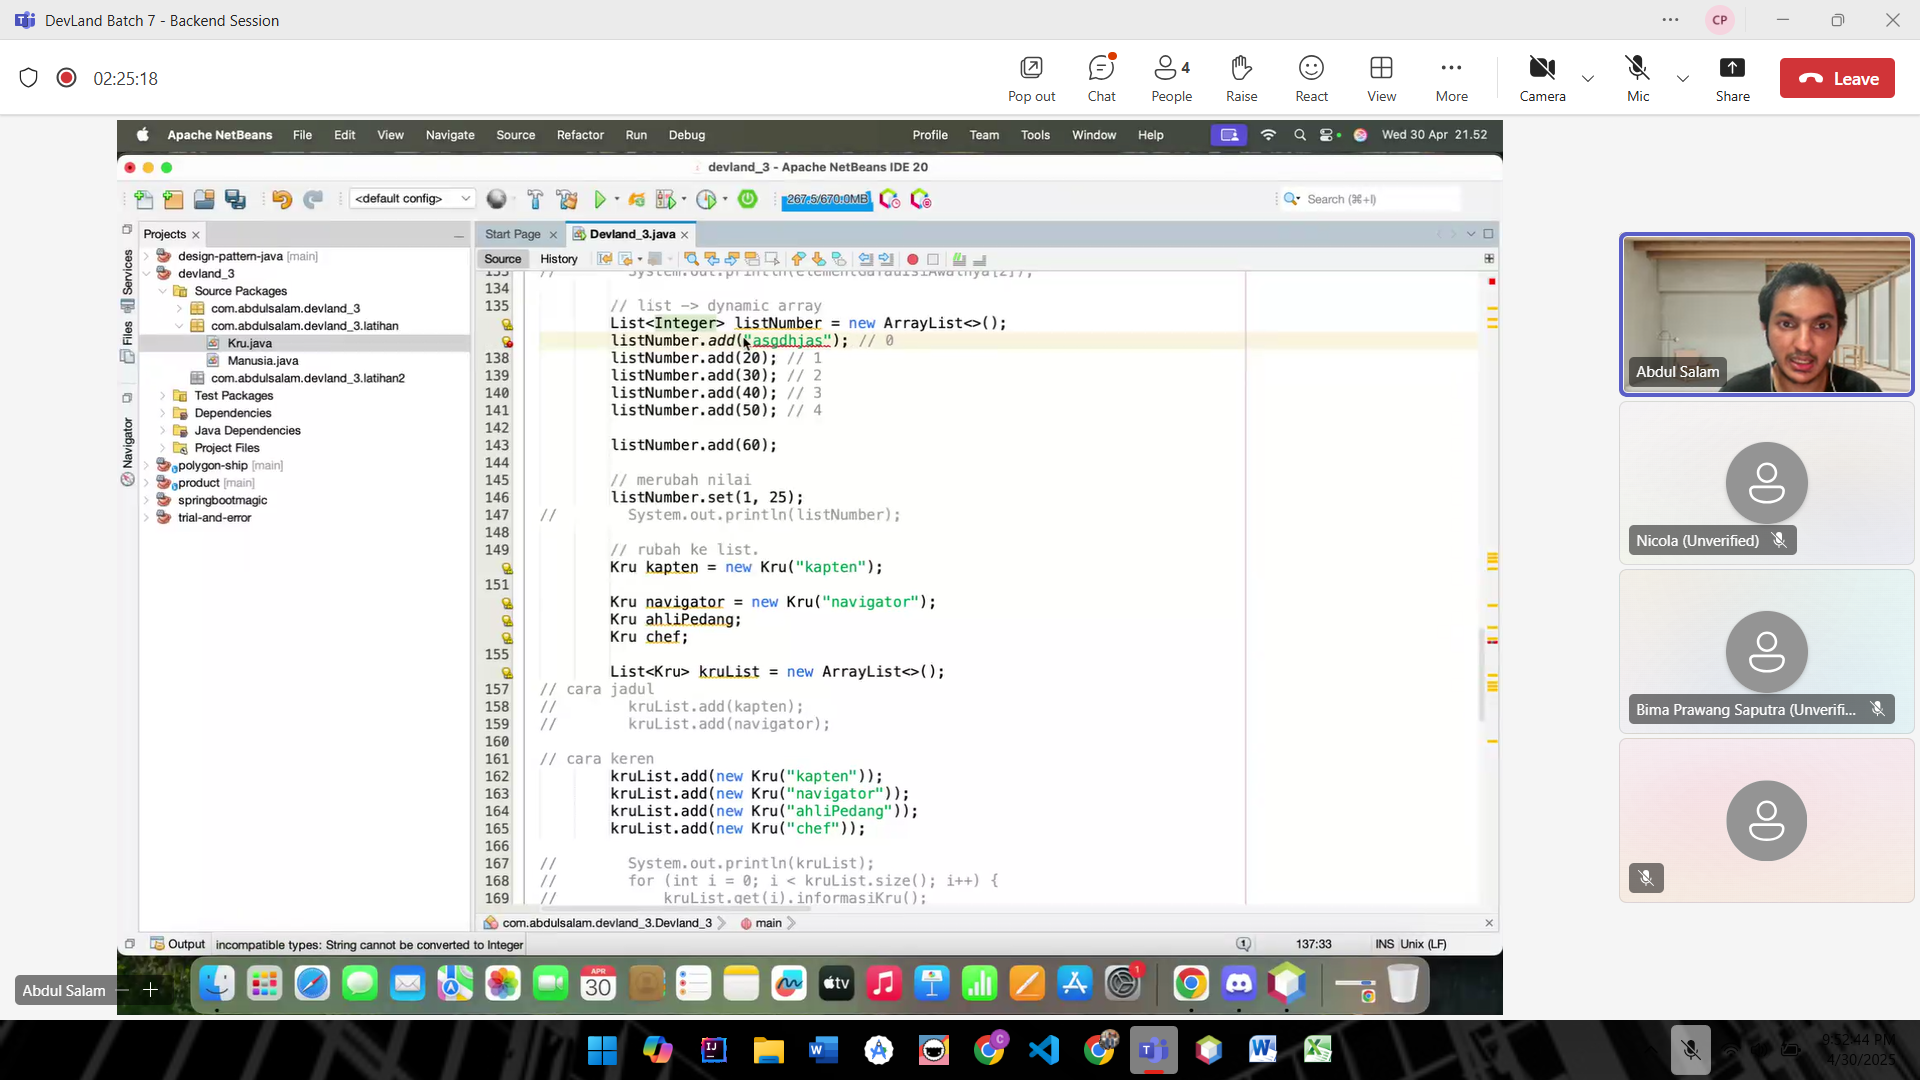 DevLand Batch 7 - Backend Session
CP
02:25:18
Pop out
Chat
4
People
Raise
React
View
More
Camera
Mic
Share
Leave
Apache NetBeans File Edit View Navigate Source Refactor Run Debug Profile Team Tools Window Help
Wed 30 Apr 21.52
devland_3 - Apache NetBeans IDE 20
<default config>
267.5/670.0MB
Search (⌘+I)
Projects
Start Page
Devland_3.java
Source
History
Services
Files
Navigator
design-pattern-java [main]
devland_3
Source Packages
com.abdulsalam.devland_3
com.abdulsalam.devland_3.latihan
Kru.java
Manusia.java
com.abdulsalam.devland_3.latihan2
Test Packages
Dependencies
Java Dependencies
Project Files
polygon-ship [main]
product [main]
springbootmagic
trial-and-error
134
135 // list -> dynamic array
List<Integer> listNumber = new ArrayList<>();
listNumber.add("asgdhjas"); // 0
138 listNumber.add(20); // 1
139 listNumber.add(30); // 2
140 listNumber.add(40); // 3
141 listNumber.add(50); // 4
142
143 listNumber.add(60);
144
145 // merubah nilai
146 listNumber.set(1, 25);
147 // System.out.println(listNumber);
148
149 // rubah ke list.
Kru kapten = new Kru("kapten");
151
Kru navigator = new Kru("navigator");
Kru ahliPedang;
Kru chef;
155
List<Kru> kruList = new ArrayList<>();
157 // cara jadul
158 // kruList.add(kapten);
159 // kruList.add(navigator);
160
161 // cara keren
162 kruList.add(new Kru("kapten"));
163 kruList.add(new Kru("navigator"));
164 kruList.add(new Kru("ahliPedang"));
165 kruList.add(new Kru("chef"));
166
167 // System.out.println(kruList);
168 // for (int i = 0; i < kruList.size(); i++) {
169 // kruList.get(i).informasiKru();
com.abdulsalam.devland_3.Devland_3
main
Output
incompatible types: String cannot be converted to Integer
1
137:33
INS Unix (LF)
Abdul Salam
Nicola (Unverified)
Bima Prawang Saputra (Unverifi...
Abdul Salam
APR
30
tv
1
9:52:44 PM
4/30/2025